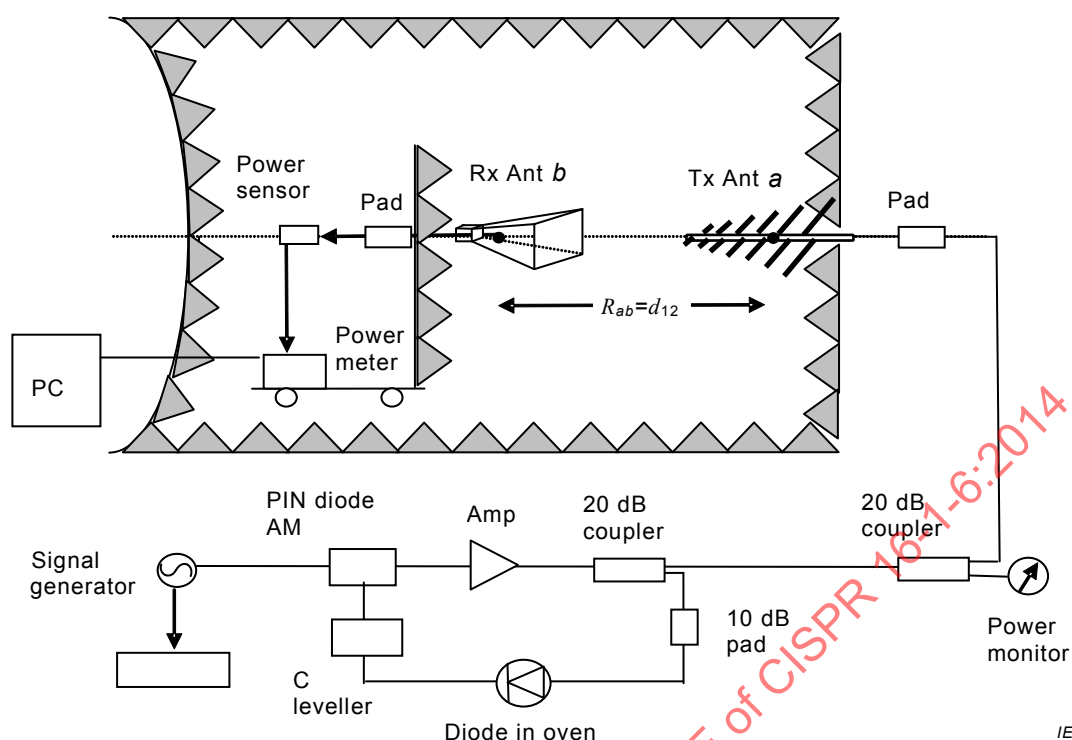 Power
sensor
Pad
Rx Ant b
Tx Ant a
Pad
R_ab=d_12
Power
meter
PC
PIN diode
AM
Amp
20 dB
coupler
20 dB
coupler
Signal
generator
10 dB
pad
Power
monitor
C
leveller
Diode in oven
of CISPR 16-1-6:2014